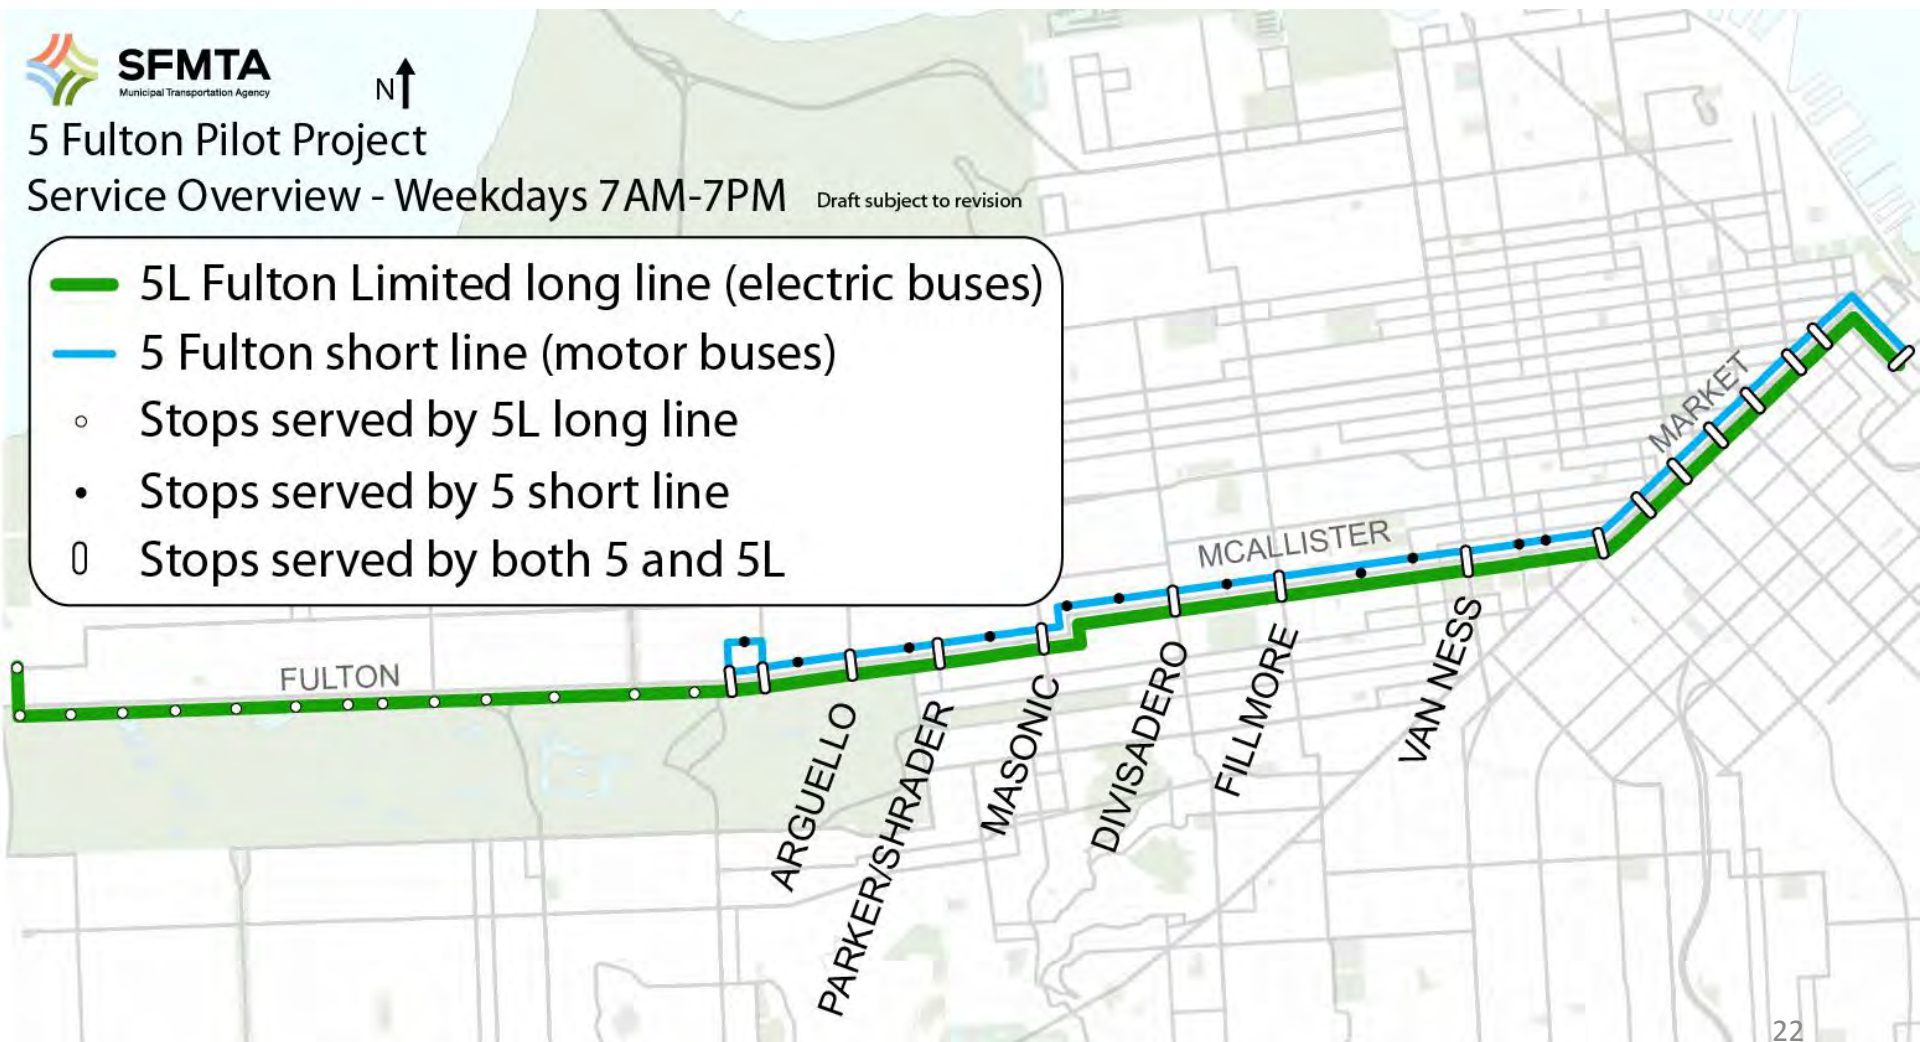 SFMTA
Municipal Transportation Agency
N
5 Fulton Pilot Project
Service Overview - Weekdays 7AM-7PM
Draft subject to revision
5L Fulton Limited long line (electric buses)
5 Fulton short line (motor buses)
Stops served by 5L long line
Stops served by 5 short line
Stops served by both 5 and 5L
MARKET
MCALLISTER
FULTON
ARGUELLO
PARKER/SHRADER
MASONIC
DIVISADERO
FILLMORE
VAN NESS
22